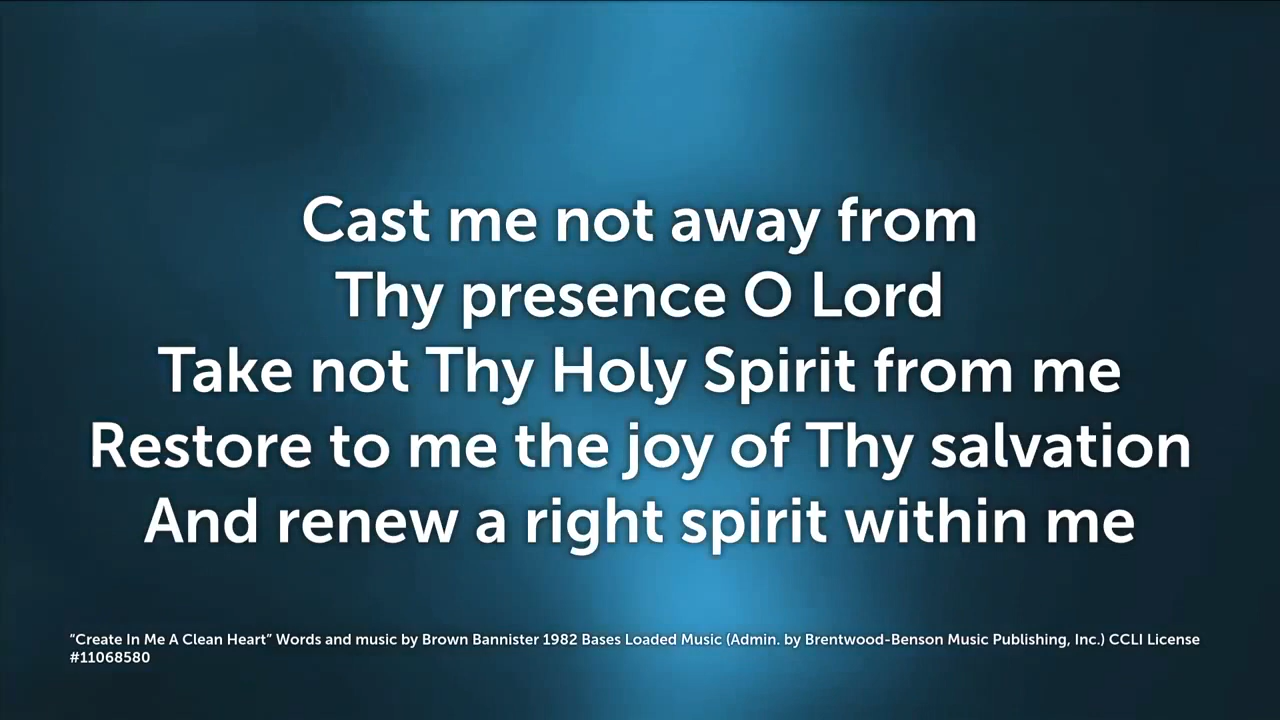 Cast me not away from
Thy presence O Lord
Take not Thy Holy Spirit from me
Restore to me the joy of Thy salvation
And renew a right spirit within me
“Create In Me A Clean Heart” Words and music by Brown Bannister 1982 Bases Loaded Music (Admin. by Brentwood-Benson Music Publishing, Inc.) CCLI License
#11068580